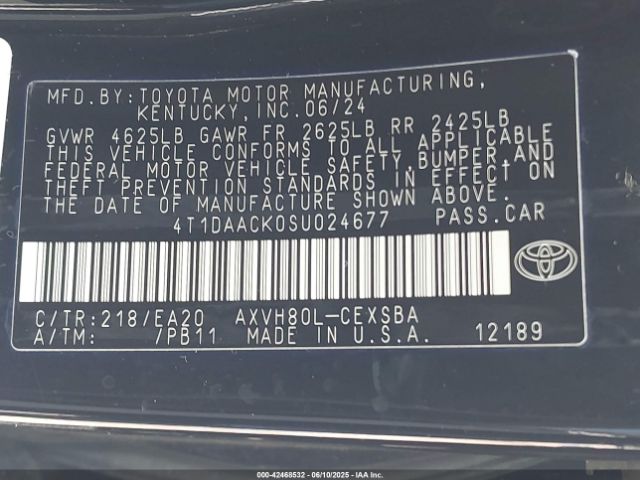 MFD. BY: TOYOTA MOTOR MANUFACTURING,
KENTUCKY, INC. 06/24
GVWR 4625LB GAWR FR 2625LB RR 2425LB
THIS VEHICLE CONFORMS TO ALL APPLICABLE
FEDERAL MOTOR VEHICLE SAFETY, BUMPER, AND
THEFT PREVENTION STANDARDS IN EFFECT ON
THE DATE OF MANUFACTURE SHOWN ABOVE.
4T1DAACK0SU024677 PASS. CAR
C/TR: 218/EA20 AXVH80L-CEXSBA
A/TM: /PB11 MADE IN U.S.A. 12189
000-42468532 - 06/10/2025 - IAAI.COM